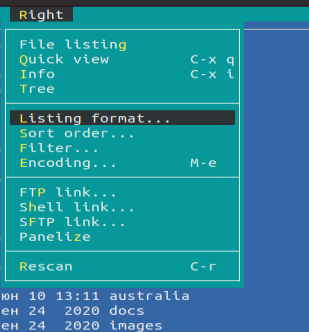 Right
File listing
Quick view C-x q
Info C-x i
Tree
Listing format...
Sort order...
Filter...
Encoding... M-e
FTP link...
Shell link...
SFTP link...
Panelize
Rescan C-r
юн 10 13:11 australia
ен 24 2020 docs
ен 24 2020 images